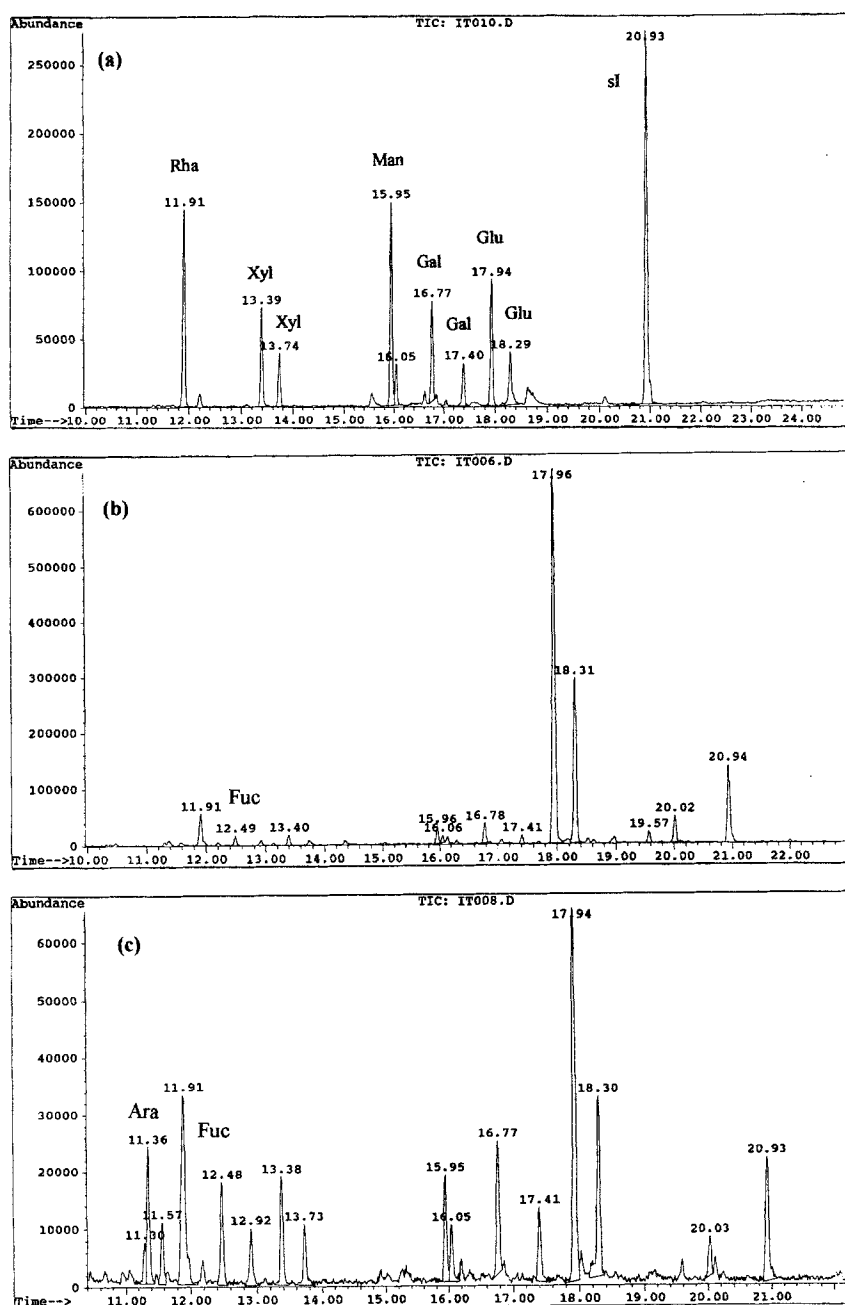 Abundance TIC: IT010.D
(a)
20.93
sI
250000
200000
Rha Man
11.91 15.95
150000
Glu
Gal 17.94
100000
Xyl 16.77
13.39
Gal Glu
Xyl
50000
13.74 16.05 17.40 18.29
0
Time-->10.00 11.00 12.00 13.00 14.00 15.00 16.00 17.00 18.00 19.00 20.00 21.00 22.00 23.00 24.00
Abundance TIC: IT006.D
17.96
(b)
600000
500000
400000
300000
18.31
200000
20.94
100000
Fuc
11.91 12.49 13.40 15.96 16.06 16.78 17.41 19.57 20.02
0
Time-->10.00 11.00 12.00 13.00 14.00 15.00 16.00 17.00 18.00 19.00 20.00 21.00 22.00
Abundance TIC: IT008.D
17.94
(c)
60000
50000
40000
11.91
18.30
30000
Ara Fuc
11.36 16.77
20.93
20000
12.48 13.38 15.95
17.41
11.57 12.92 13.73 16.05
10000
11.30 20.03
0
Time--> 11.00 12.00 13.00 14.00 15.00 16.00 17.00 18.00 19.00 20.00 21.00